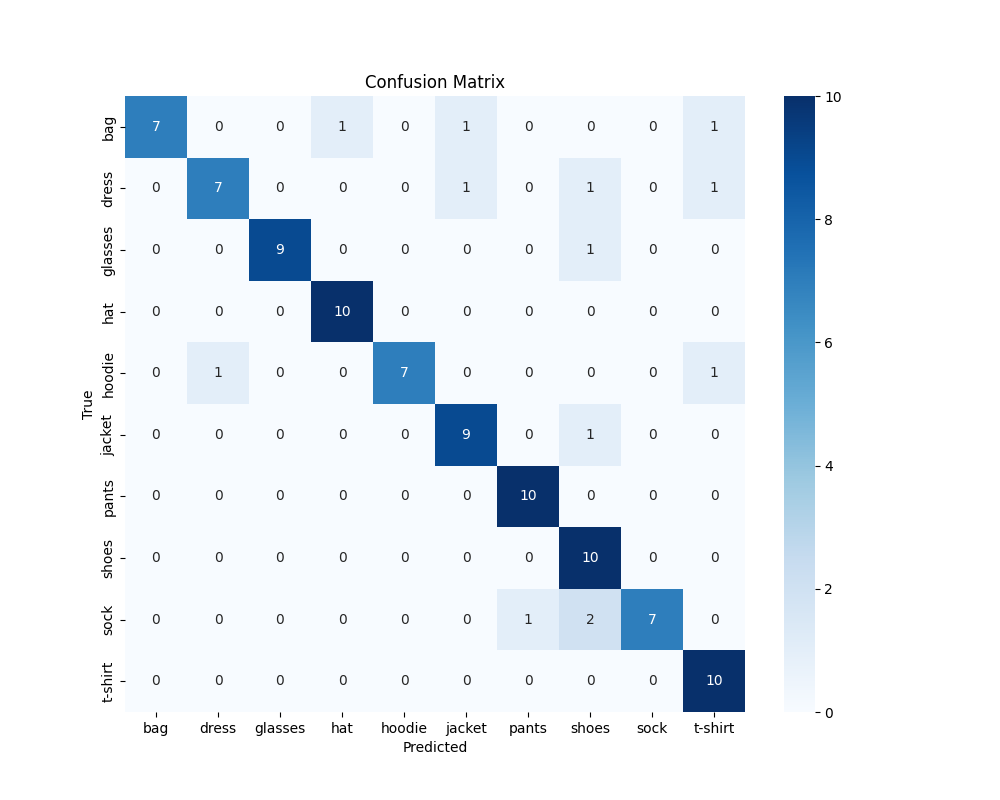 Confusion Matrix
bag 7 0 0 1 0 1 0 0 0 1
dress 0 7 0 0 0 1 0 1 0 1
glasses 0 0 9 0 0 0 0 1 0 0
hat 0 0 0 10 0 0 0 0 0 0
hoodie 0 1 0 0 7 0 0 0 0 1
jacket 0 0 0 0 0 9 0 1 0 0
pants 0 0 0 0 0 0 10 0 0 0
shoes 0 0 0 0 0 0 0 10 0 0
sock 0 0 0 0 0 0 1 2 7 0
t-shirt 0 0 0 0 0 0 0 0 0 10
True
bag dress glasses hat hoodie jacket pants shoes sock t-shirt
Predicted
10
8
6
4
2
0